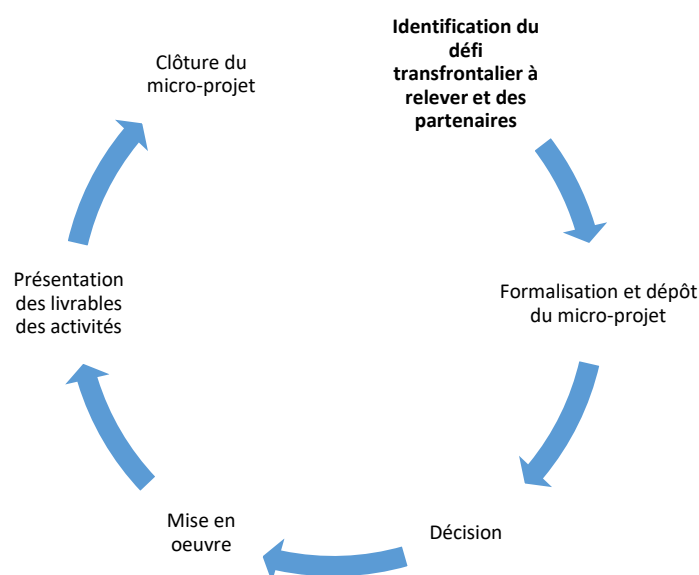 Identification du
défi
transfrontalier à
relever et des
partenaires
Formalisation et dépôt
du micro-projet
Décision
Mise en
oeuvre
Présentation
des livrables
des activités
Clôture du
micro-projet